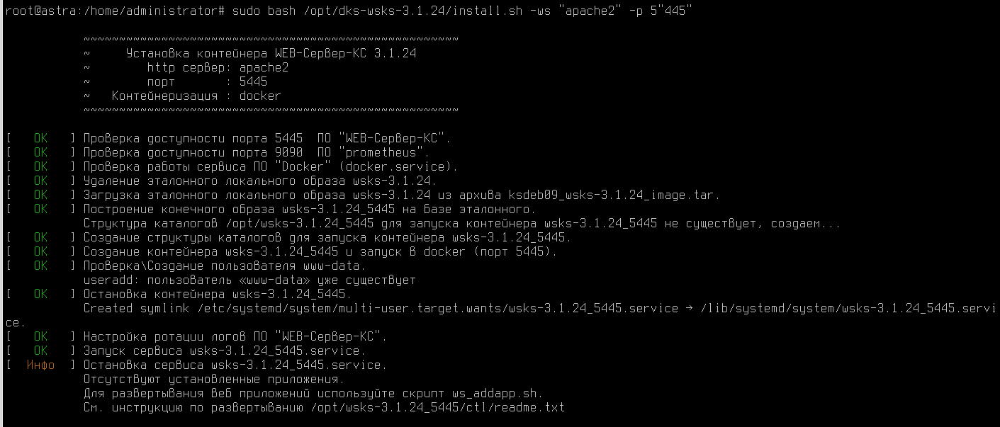 root@astra:/home/administrator# sudo bash /opt/dks-wsks-3.1.24/install.sh -ws "apache2" -p 5"445"
~~~~~~~~~~~~~~~~~~~~~~~~~~~~~~~~~~~~~~~~~~~~~~~~~~~~~
~     Установка контейнера WEB-Сервер-КС 3.1.24
~        http сервер: apache2
~        порт       : 5445
~   Контейнеризация : docker
~~~~~~~~~~~~~~~~~~~~~~~~~~~~~~~~~~~~~~~~~~~~~~~~~~~~~
[   OK   ] Проверка доступности порта 5445  ПО "WEB-Сервер-КС".
[   OK   ] Проверка доступности порта 9090  ПО "prometheus".
[   OK   ] Проверка работы сервиса ПО "Docker" (docker.service).
[   OK   ] Удаление эталонного локального образа wsks-3.1.24.
[   OK   ] Загрузка эталонного локального образа wsks-3.1.24 из архива ksdeb09_wsks-3.1.24_image.tar.
[   OK   ] Построение конечного образа wsks-3.1.24_5445 на базе эталонного.
Структура каталогов /opt/wsks-3.1.24_5445 для запуска контейнера wsks-3.1.24_5445 не существует, создаем...
[   OK   ] Создание структуры каталогов для запуска контейнера wsks-3.1.24_5445.
[   OK   ] Создание контейнера wsks-3.1.24_5445 и запуск в docker (порт 5445).
[   OK   ] Проверка\Создание пользователя www-data.
useradd: пользователь «www-data» уже существует
[   OK   ] Остановка контейнера wsks-3.1.24_5445.
Created symlink /etc/systemd/system/multi-user.target.wants/wsks-3.1.24_5445.service → /lib/systemd/system/wsks-3.1.24_5445.servi
ce.
[   OK   ] Настройка ротации логов ПО "WEB-Сервер-КС".
[   OK   ] Запуск сервиса wsks-3.1.24_5445.service.
[  Инфо  ] Остановка сервиса wsks-3.1.24_5445.service.
Отсутствуют установленные приложения.
Для развертывания веб приложений используйте скрипт ws_addapp.sh.
См. инструкцию по развертыванию /opt/wsks-3.1.24_5445/ctl/readme.txt